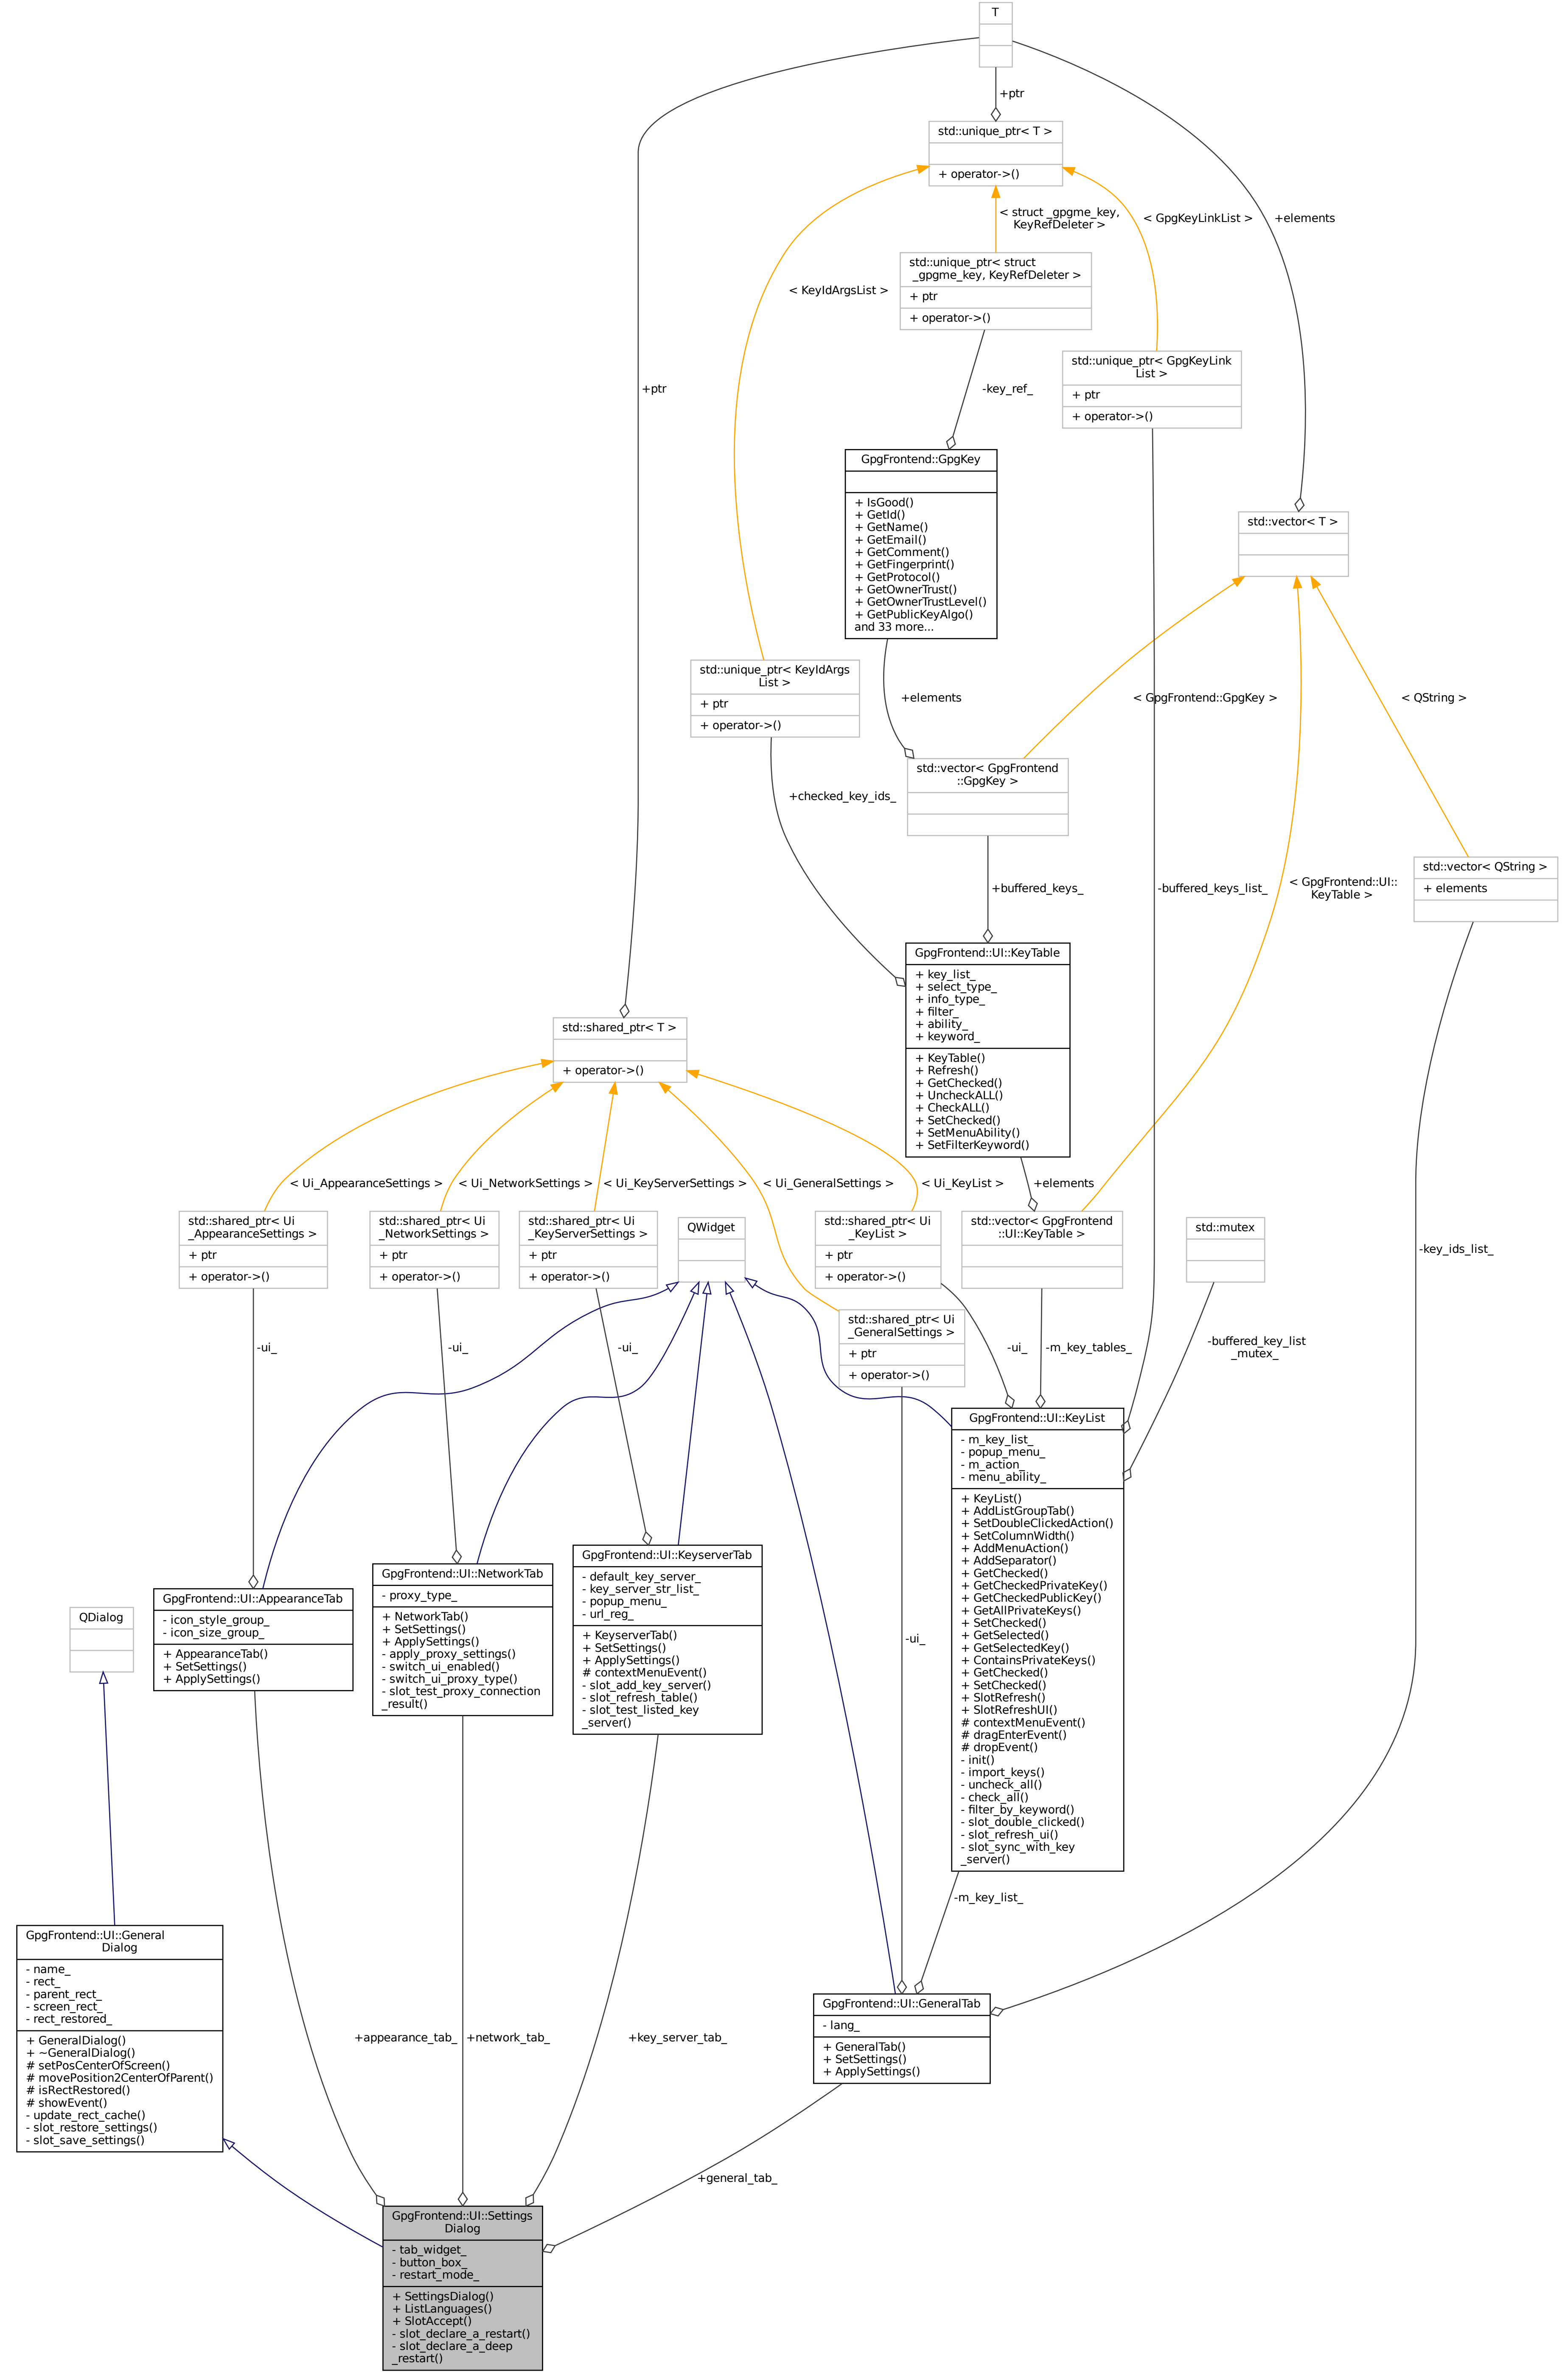 T
+ptr
std::unique_ptr< T >
+ operator->()
< struct _gpgme_key,
KeyRefDeleter >
< GpgKeyLinkList >
+elements
std::unique_ptr< struct
_gpgme_key, KeyRefDeleter >
+ ptr
+ operator->()
< KeyIdArgsList >
std::unique_ptr< GpgKeyLink
List >
+ ptr
+ operator->()
+ptr
-key_ref_
GpgFrontend::GpgKey
+ IsGood()
+ GetId()
+ GetName()
+ GetEmail()
+ GetComment()
+ GetFingerprint()
+ GetProtocol()
+ GetOwnerTrust()
+ GetOwnerTrustLevel()
+ GetPublicKeyAlgo()
and 33 more...
std::vector< T >
std::unique_ptr< KeyIdArgs
List >
+ ptr
+ operator->()
+elements
< GpgFrontend::GpgKey >
< QString >
std::vector< GpgFrontend
::GpgKey >
+checked_key_ids_
+buffered_keys_
-buffered_keys_list_
< GpgFrontend::UI::
KeyTable >
std::vector< QString >
+ elements
GpgFrontend::UI::KeyTable
+ key_list_
+ select_type_
+ info_type_
+ filter_
+ ability_
+ keyword_
+ KeyTable()
+ Refresh()
+ GetChecked()
+ UncheckALL()
+ CheckALL()
+ SetChecked()
+ SetMenuAbility()
+ SetFilterKeyword()
std::shared_ptr< T >
+ operator->()
< Ui_AppearanceSettings >
< Ui_NetworkSettings >
< Ui_KeyServerSettings >
< Ui_GeneralSettings >
< Ui_KeyList >
+elements
std::shared_ptr< Ui
_AppearanceSettings >
+ ptr
+ operator->()
std::shared_ptr< Ui
_NetworkSettings >
+ ptr
+ operator->()
std::shared_ptr< Ui
_KeyServerSettings >
+ ptr
+ operator->()
QWidget
std::shared_ptr< Ui
_KeyList >
+ ptr
+ operator->()
std::vector< GpgFrontend
::UI::KeyTable >
std::mutex
-key_ids_list_
std::shared_ptr< Ui
_GeneralSettings >
+ ptr
+ operator->()
-ui_
-ui_
-ui_
-ui_
-m_key_tables_
-buffered_key_list
_mutex_
GpgFrontend::UI::KeyList
- m_key_list_
- popup_menu_
- m_action_
- menu_ability_
+ KeyList()
+ AddListGroupTab()
+ SetDoubleClickedAction()
+ SetColumnWidth()
+ AddMenuAction()
+ AddSeparator()
+ GetChecked()
+ GetCheckedPrivateKey()
+ GetCheckedPublicKey()
+ GetAllPrivateKeys()
+ SetChecked()
+ GetSelected()
+ GetSelectedKey()
+ ContainsPrivateKeys()
+ GetChecked()
+ SetChecked()
+ SlotRefresh()
+ SlotRefreshUI()
# contextMenuEvent()
# dragEnterEvent()
# dropEvent()
- init()
- import_keys()
- uncheck_all()
- check_all()
- filter_by_keyword()
- slot_double_clicked()
- slot_refresh_ui()
- slot_sync_with_key
_server()
QDialog
GpgFrontend::UI::AppearanceTab
- icon_style_group_
- icon_size_group_
+ AppearanceTab()
+ SetSettings()
+ ApplySettings()
GpgFrontend::UI::NetworkTab
- proxy_type_
+ NetworkTab()
+ SetSettings()
+ ApplySettings()
- apply_proxy_settings()
- switch_ui_enabled()
- switch_ui_proxy_type()
- slot_test_proxy_connection
_result()
GpgFrontend::UI::KeyserverTab
- default_key_server_
- key_server_str_list_
- popup_menu_
- url_reg_
+ KeyserverTab()
+ SetSettings()
+ ApplySettings()
# contextMenuEvent()
- slot_add_key_server()
- slot_refresh_table()
- slot_test_listed_key
_server()
-ui_
-m_key_list_
GpgFrontend::UI::General
Dialog
- name_
- rect_
- parent_rect_
- screen_rect_
- rect_restored_
+ GeneralDialog()
+ ~GeneralDialog()
# setPosCenterOfScreen()
# movePosition2CenterOfParent()
# isRectRestored()
# showEvent()
- update_rect_cache()
- slot_restore_settings()
- slot_save_settings()
+appearance_tab_
+network_tab_
+key_server_tab_
GpgFrontend::UI::GeneralTab
- lang_
+ GeneralTab()
+ SetSettings()
+ ApplySettings()
+general_tab_
GpgFrontend::UI::Settings
Dialog
- tab_widget_
- button_box_
- restart_mode_
+ SettingsDialog()
+ ListLanguages()
+ SlotAccept()
- slot_declare_a_restart()
- slot_declare_a_deep
_restart()